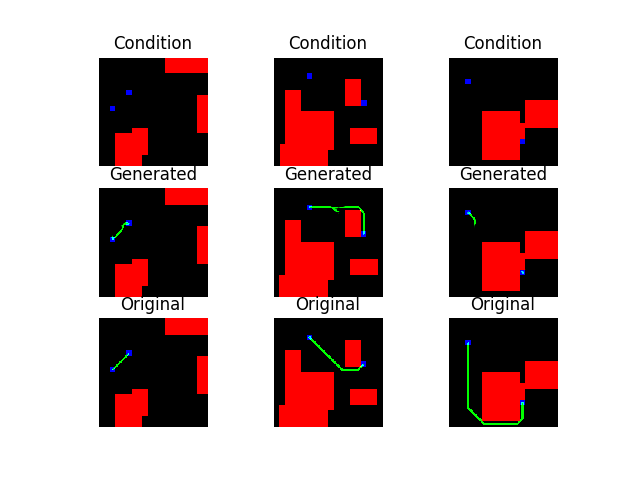 Condition Condition Condition
Generated Generated Generated
Original Original Original